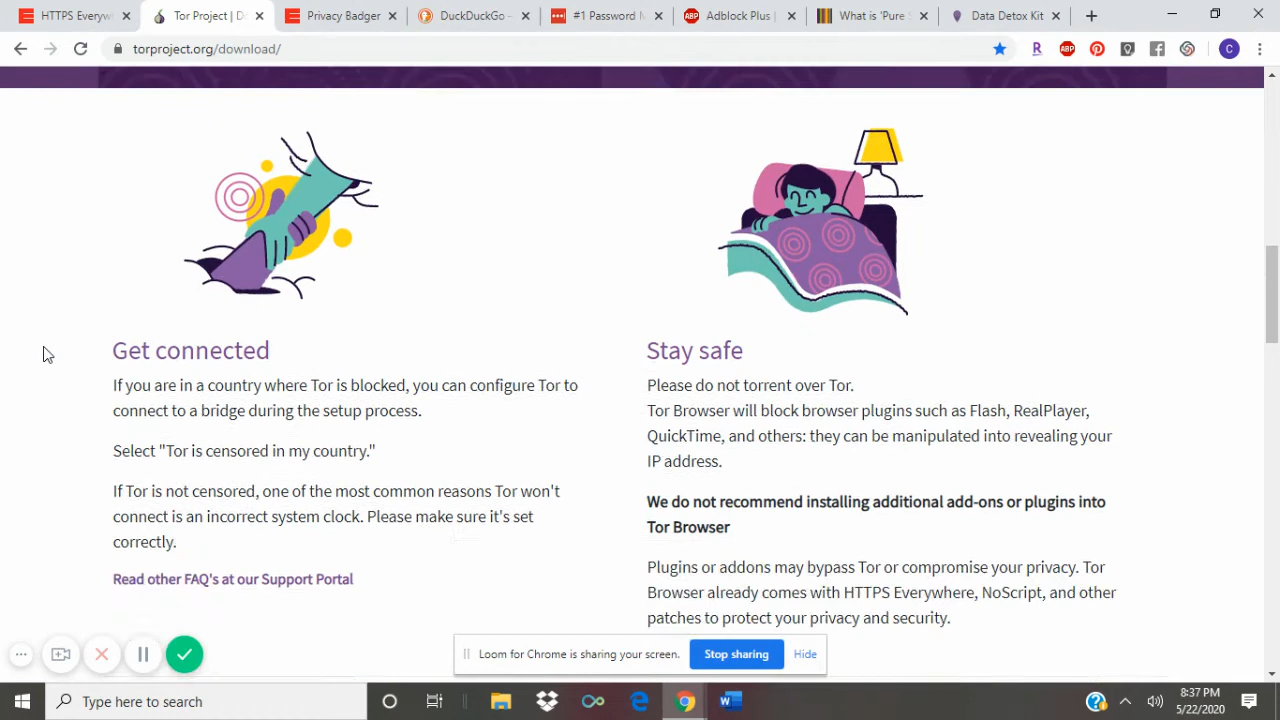 HTTPS Everywh
Tor Project | D
Privacy Badger
DuckDuckGo -
#1 Password M
Adblock Plus |
What is 'Pure S
Data Detox Kit
torproject.org/download/
R
ABP
C
Get connected
If you are in a country where Tor is blocked, you can configure Tor to
connect to a bridge during the setup process.
Select "Tor is censored in my country."
If Tor is not censored, one of the most common reasons Tor won't
connect is an incorrect system clock. Please make sure it's set
correctly.
Read other FAQ's at our Support Portal
Stay safe
Please do not torrent over Tor.
Tor Browser will block browser plugins such as Flash, RealPlayer,
QuickTime, and others: they can be manipulated into revealing your
IP address.
We do not recommend installing additional add-ons or plugins into
Tor Browser
Plugins or addons may bypass Tor or compromise your privacy. Tor
Browser already comes with HTTPS Everywhere, NoScript, and other
patches to protect your privacy and security.
Loom for Chrome is sharing your screen.
Stop sharing
Hide
Type here to search
8:37 PM
5/22/2020